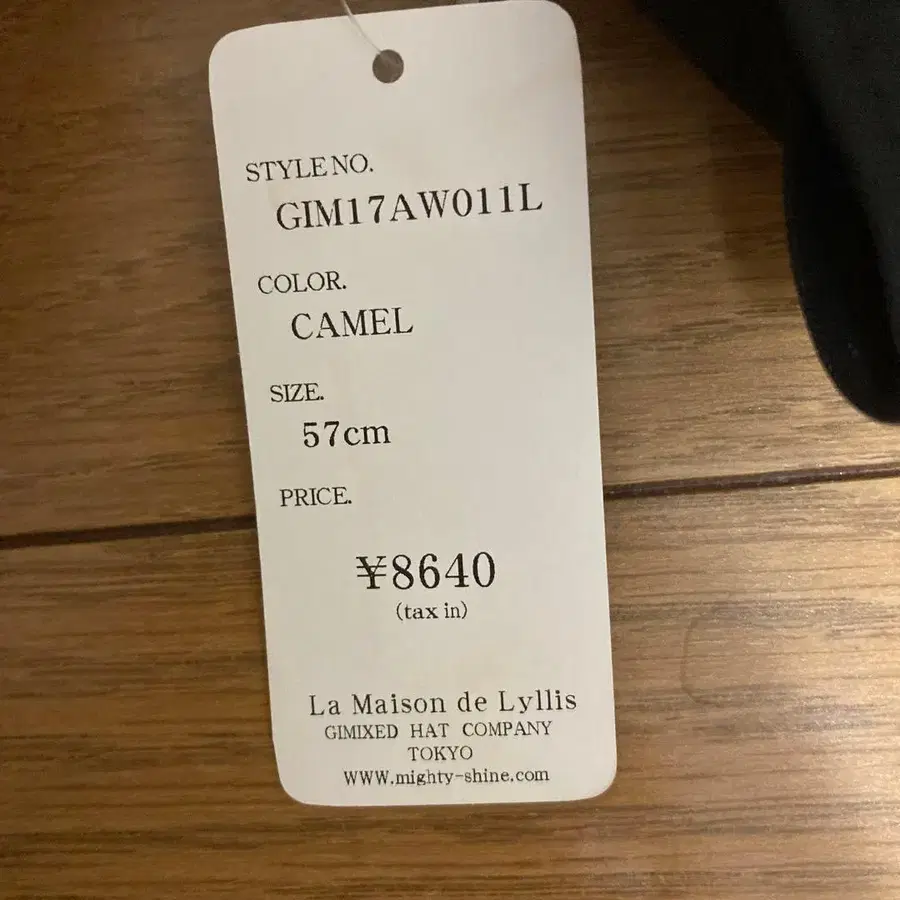 STYLE NO.
GIM17AW011L
COLOR.
CAMEL
SIZE.
57cm
PRICE.
¥8640
(tax in)
La Maison de Lyllis
GIMIXED HAT COMPANY
TOKYO
WWW.mighty-shine.com